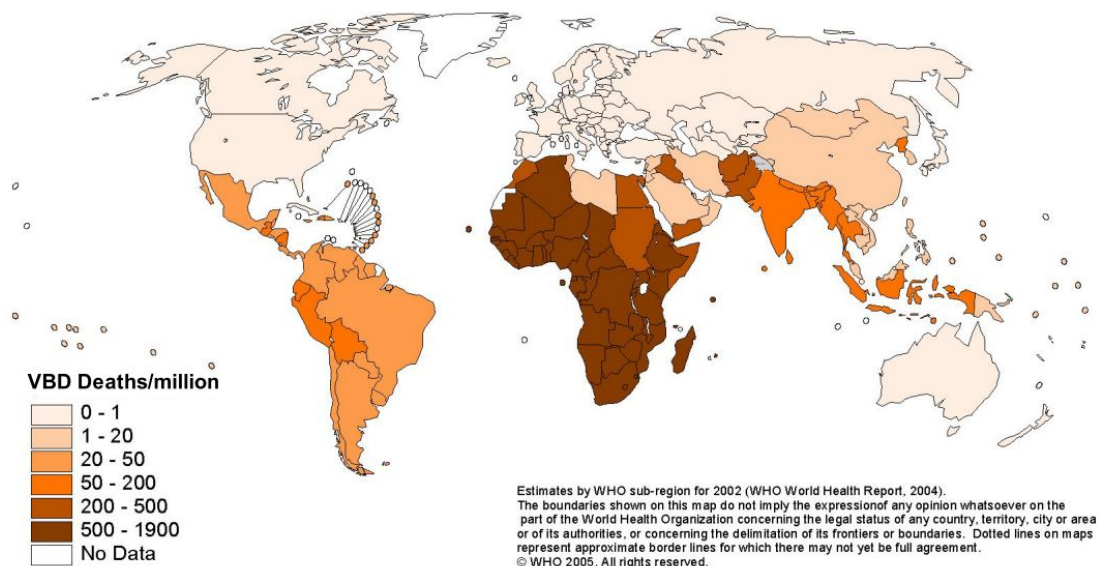 VBD Deaths/million
0 - 1
1 - 20
20 - 50
50 - 200
200 - 500
500 - 1900
No Data
Estimates by WHO sub-region for 2002 (WHO World Health Report, 2004).
The boundaries shown on this map do not imply the expressionof any opinion whatsoever on the
part of the World Health Organization concerning the legal status of any country, territory, city or area
or of its authorities, or concerning the delimitation of its frontiers or boundaries. Dotted lines on maps
represent approximate border lines for which there may not yet be full agreement.
© WHO 2005. All rights reserved.